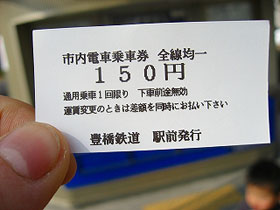 市内電車乗車券 全線均一
150円
通用乗車1回限り 下車前途無効
運賃変更のときは差額を同時にお払い下さい
豊橋鉄道 駅前発行